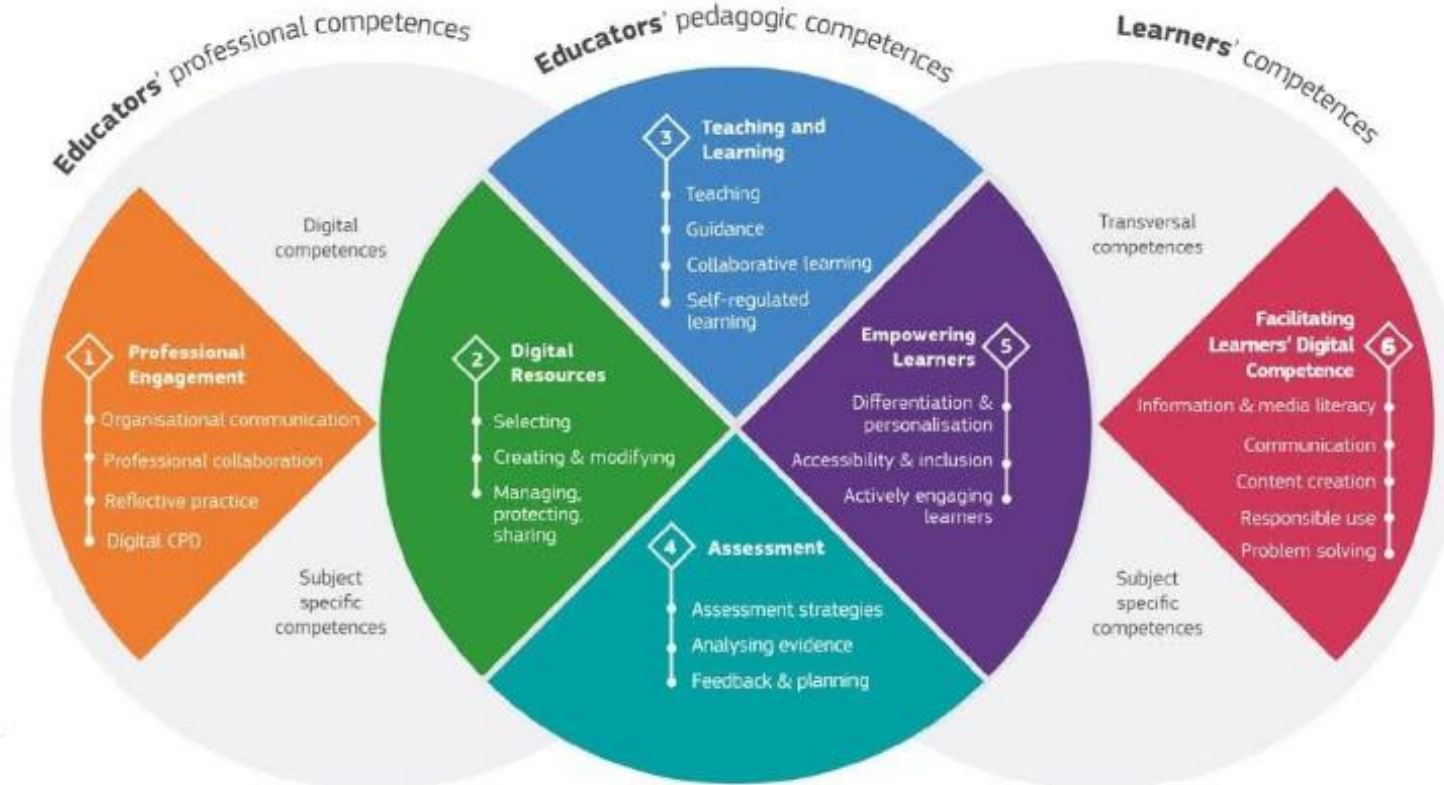 Educators' professional competences
Educators' pedagogic competences
Learners' competences
Digital
competences
Subject
specific
competences
1
Professional
Engagement
Organisational communication
Professional collaboration
Reflective practice
Digital CPD
2
Digital
Resources
Selecting
Creating & modifying
Managing,
protecting,
sharing
3
Teaching and
Learning
Teaching
Guidance
Collaborative learning
Self-regulated
learning
4
Assessment
Assessment strategies
Analysing evidence
Feedback & planning
5
Empowering
Learners
Differentiation &
personalisation
Accessibility & inclusion
Actively engaging
learners
Transversal
competences
Subject
specific
competences
6
Facilitating
Learners' Digital
Competence
Information & media literacy
Communication
Content creation
Responsible use
Problem solving